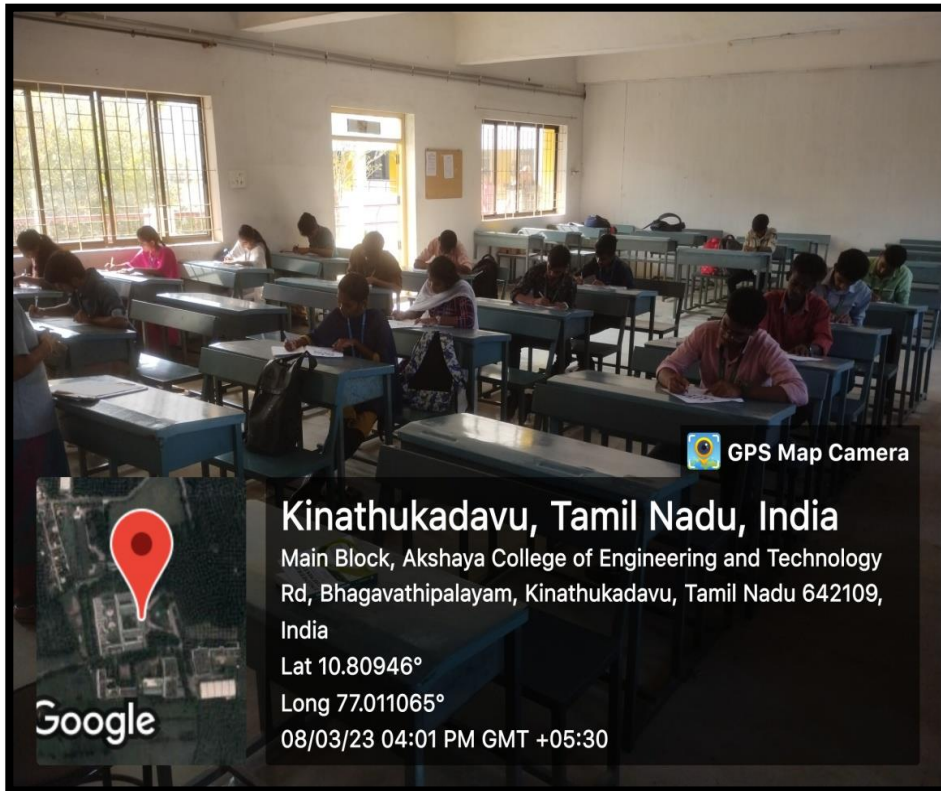 GPS Map Camera
Kinathukadavu, Tamil Nadu, India
Main Block, Akshaya College of Engineering and Technology
Rd, Bhagavathipalayam, Kinathukadavu, Tamil Nadu 642109,
India
Lat 10.80946°
Long 77.011065°
08/03/23 04:01 PM GMT +05:30
Google